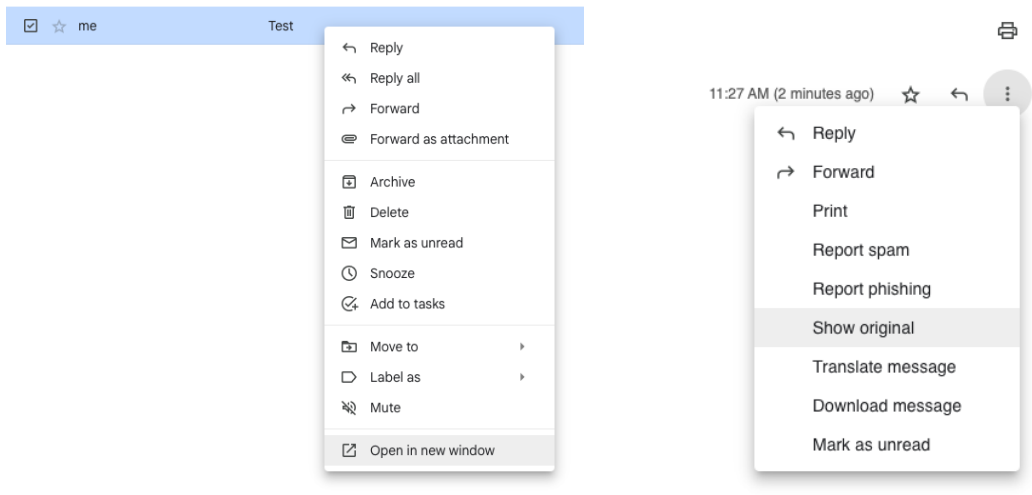 me Test
Reply
Reply all
Forward
Forward as attachment
Archive
Delete
Mark as unread
Snooze
Add to tasks
Move to
Label as
Mute
Open in new window
11:27 AM (2 minutes ago)
Reply
Forward
Print
Report spam
Report phishing
Show original
Translate message
Download message
Mark as unread